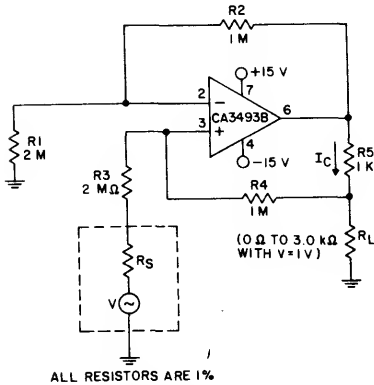 R2
1 M
+15 V
7
2
−
CA3493B
6
3
+
4
−15 V
R1
2 M
R3
2 MΩ
R4
1M
IC
R5
1 K
RL
(0 Ω TO 3.0 kΩ
WITH V=1V)
RS
V
ALL RESISTORS ARE 1%